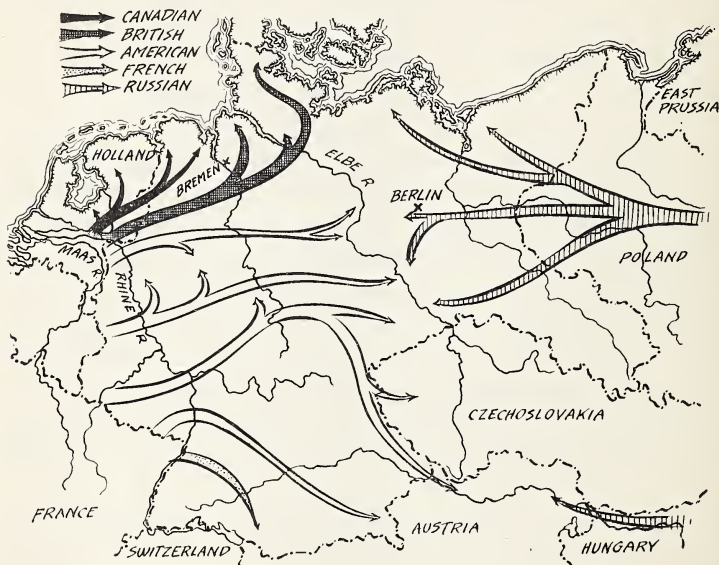 CANADIAN
BRITISH
AMERICAN
FRENCH
RUSSIAN
EAST
PRUSSIA
HOLLAND
BREMEN
ELBE R
BERLIN
MAAS R
RHINE R
POLAND
CZECHOSLOVAKIA
FRANCE
SWITZERLAND
AUSTRIA
HUNGARY